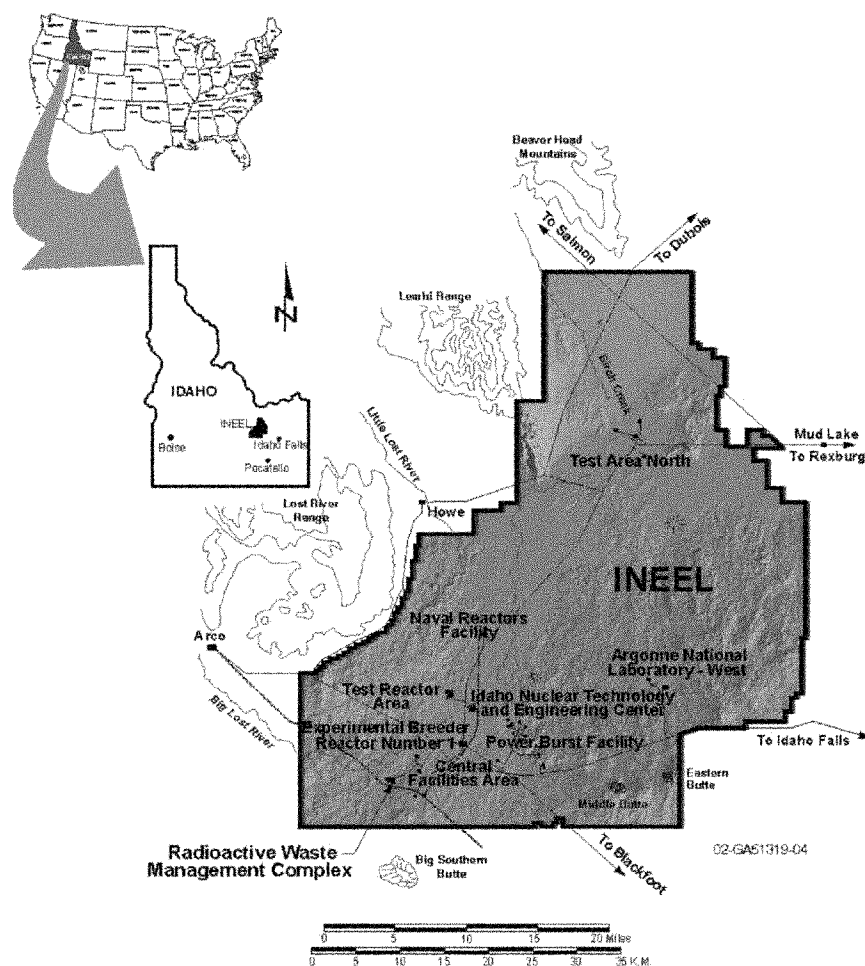 Beaver Head
Mountains
To Salmon
To Dubois
N
Lemhi Range
IDAHO
INEEL
Boise
Idaho Falls
Pocatello
Birch Creek
Little Lost River
Mud Lake
To Rexburg
Test Area North
Howe
Lost River
Range
INEEL
Naval Reactors
Facility
Arco
Argonne National
Laboratory - West
Test Reactor
Area
Idaho Nuclear Technology
and Engineering Center
Big Lost River
Experimental Breeder
Reactor Number I
Power Burst Facility
To Idaho Falls
Central
Facilities Area
Eastern
Butte
Middle Butte
Radioactive Waste
Management Complex
Big Southern
Butte
To Blackfoot
02-GA51319-04
0 5 10 15 20 Miles
0 5 10 15 20 25 30 35 K.M.